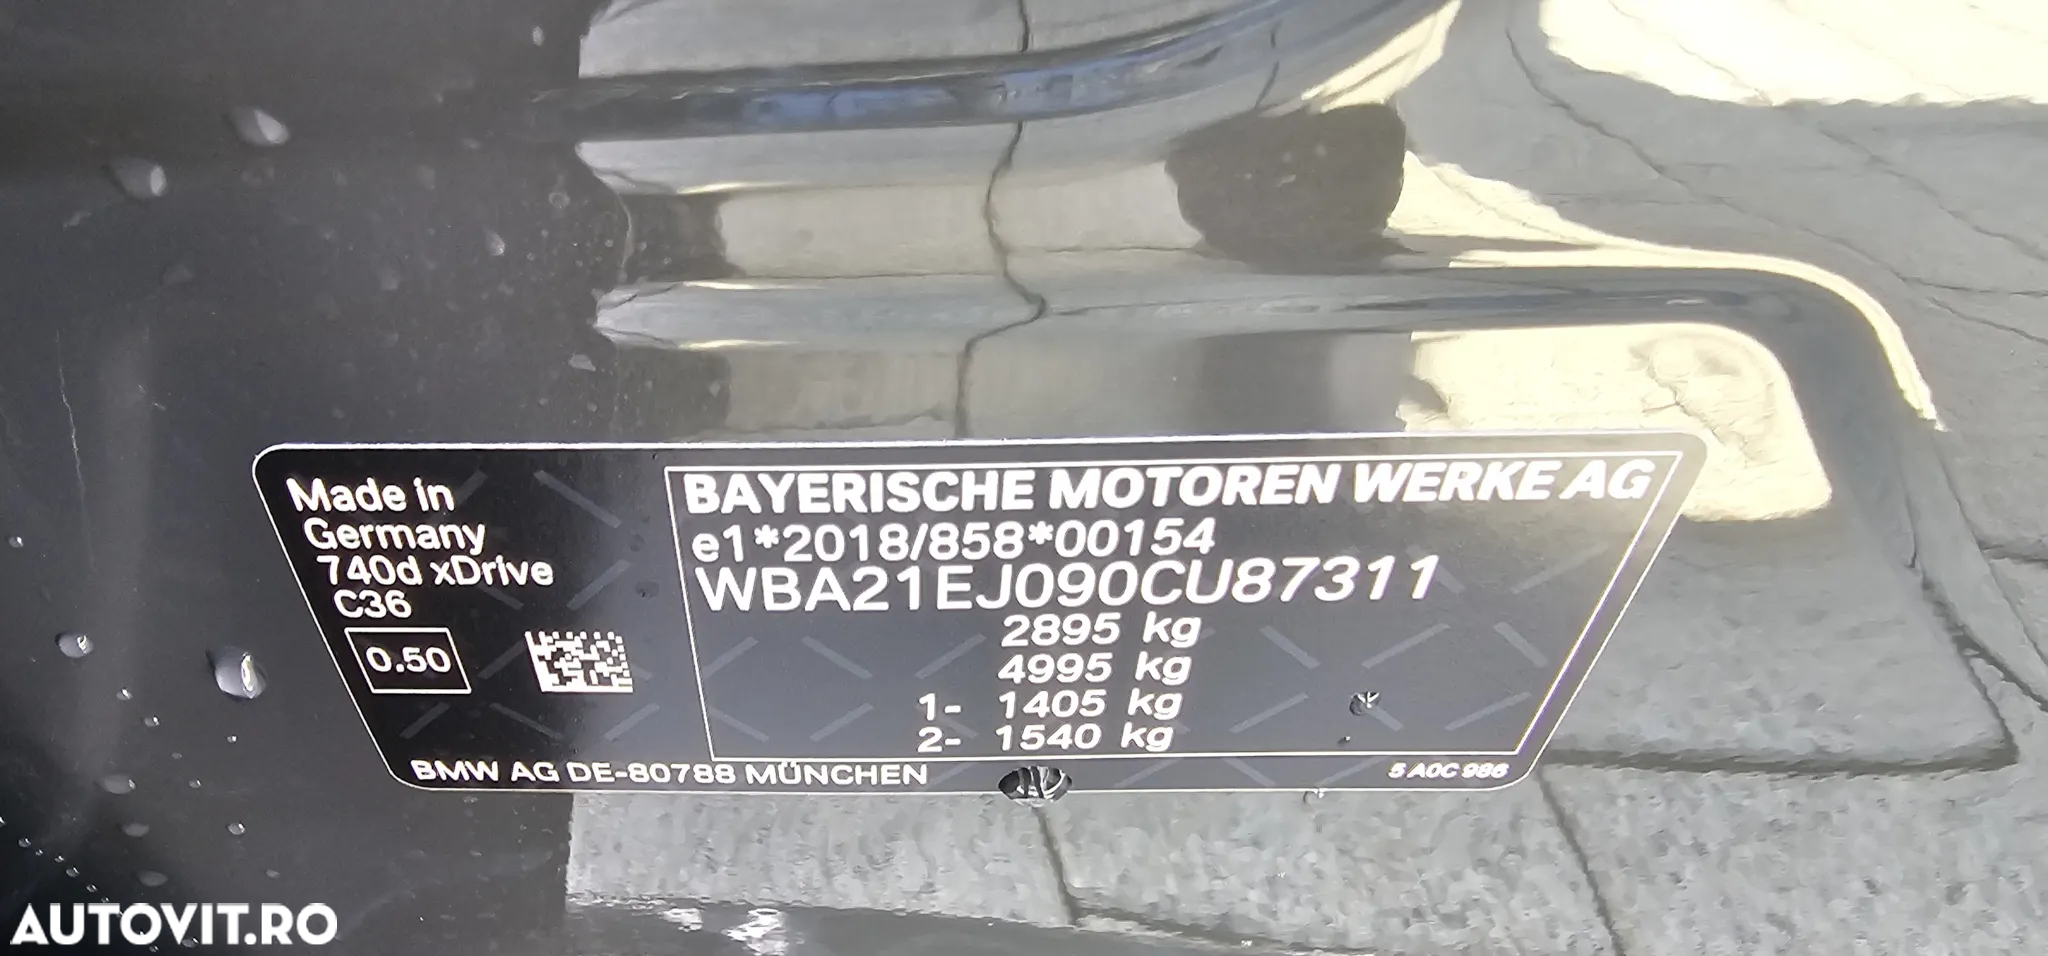 Made in
Germany
740d xDrive
C36
0.50
BAYERISCHE MOTOREN WERKE AG
e1*2018/858*00154
WBA21EJ090CU87311
2895 kg
4995 kg
1- 1405 kg
2- 1540 kg
BMW AG DE-80788 MÜNCHEN
5 A0C 986
AUTOVIT.RO